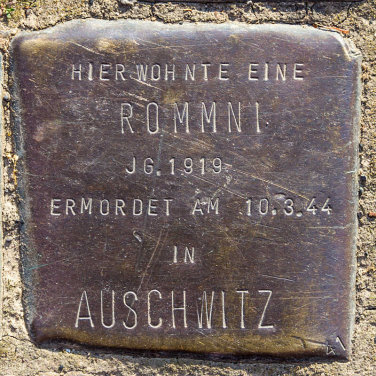 HIER WOHNTE EINE
ROMMNI
JG. 1919
ERMORDET AM 10.3.44
IN
AUSCHWITZ